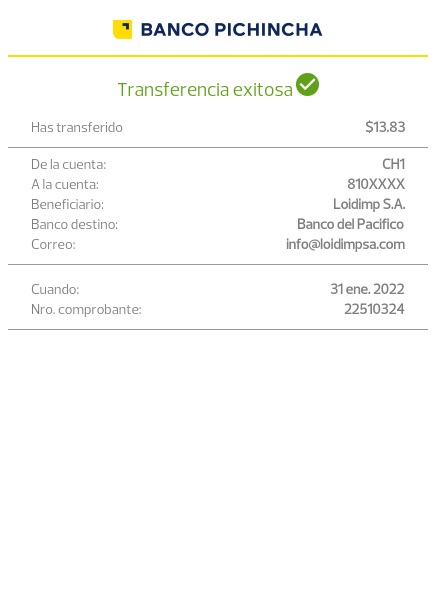 BANCO PICHINCHA
Transferencia exitosa
Has transferido $13.83
De la cuenta: CH1
A la cuenta: 810XXXX
Beneficiario: Loidimp S.A.
Banco destino: Banco del Pacifico
Correo: info@loidimpsa.com
Cuando: 31 ene. 2022
Nro. comprobante: 22510324